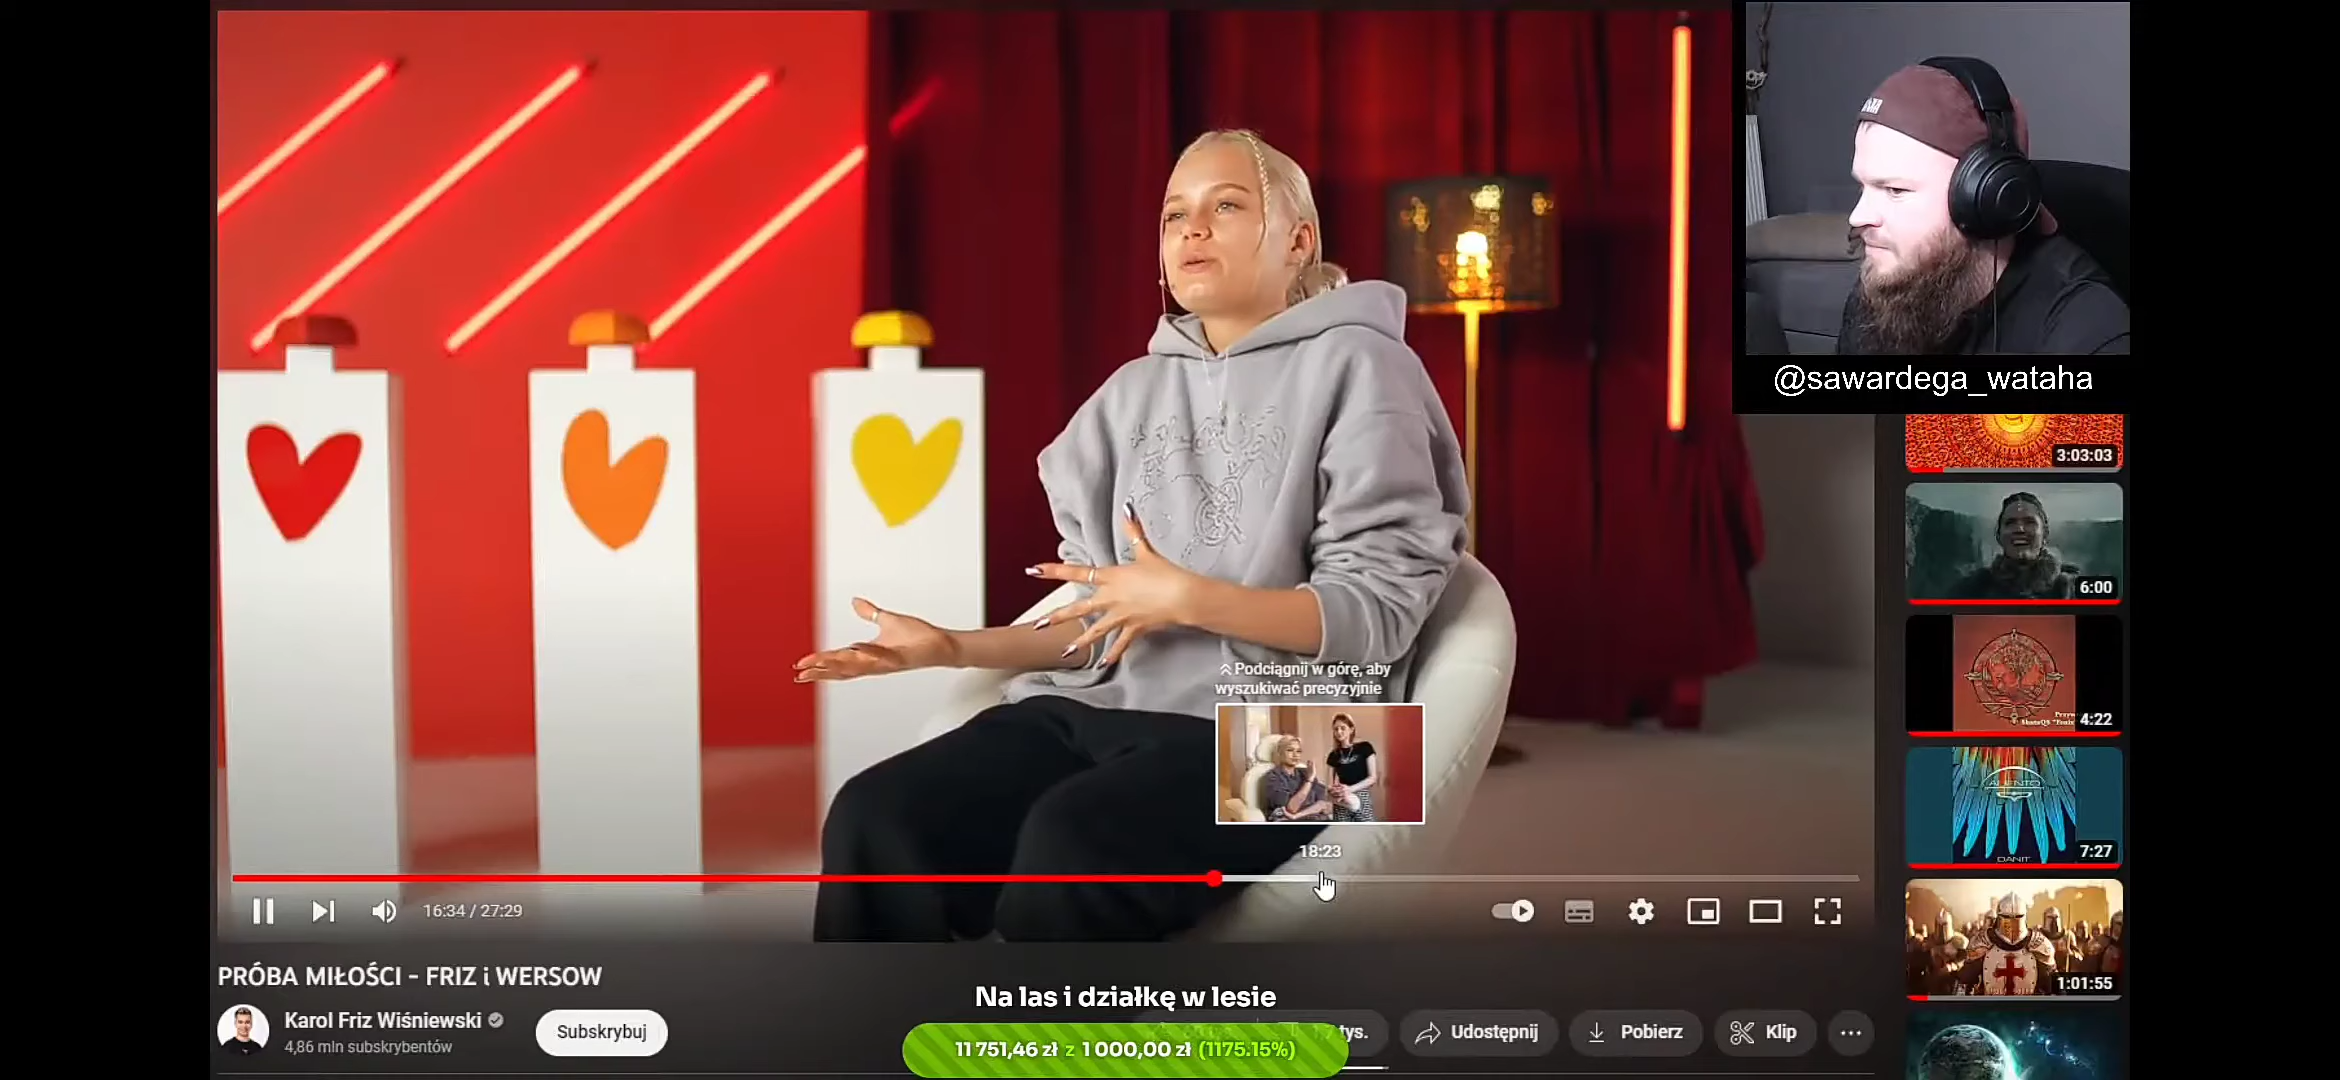 @sawardega_wataha
3:03:03
6:00
4:22
ALENTO
DANIT
7:27
1:01:55
Podciągnij w górę, aby
wyszukiwać precyzyjnie
18:23
16:34 / 27:29
PRÓBA MIŁOŚCI - FRIZ i WERSOW
Karol Friz Wiśniewski
4,86 mln subskrybentów
Subskrybuj
Na las i działkę w lesie
11 751,46 zł z 1 000,00 zł (1175.15%)
tys.
Udostępnij
Pobierz
Klip